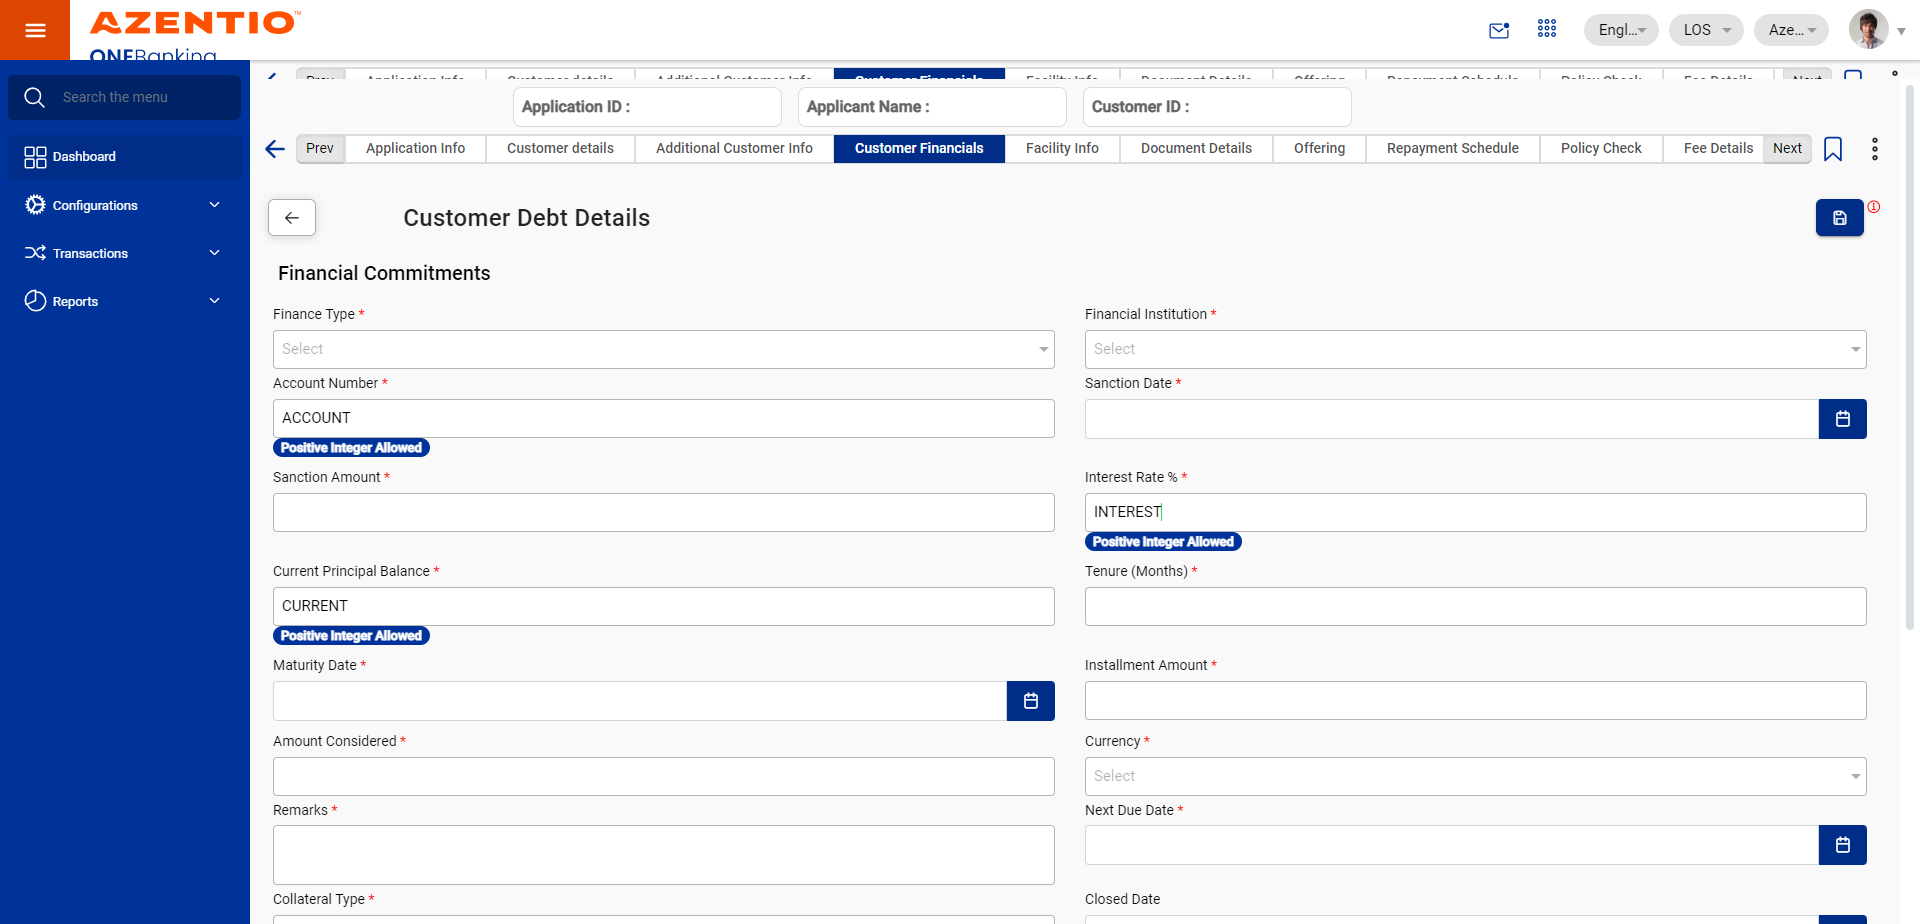 AZENTIO™
ONEBanking
Engl...
LOS
Aze...
Search the menu
Dashboard
Configurations
Transactions
Reports
Prev
Application Info
Customer details
Additional Customer Info
Customer Financials
Facility Info
Document Details
Offering
Repayment Schedule
Policy Check
Fee Details
Next
Application ID :
Applicant Name :
Customer ID :
Prev
Application Info
Customer details
Additional Customer Info
Customer Financials
Facility Info
Document Details
Offering
Repayment Schedule
Policy Check
Fee Details
Next
Customer Debt Details
Financial Commitments
Finance Type *
Select
Financial Institution *
Select
Account Number *
ACCOUNT
Positive Integer Allowed
Sanction Date *
Sanction Amount *
Interest Rate % *
INTEREST
Positive Integer Allowed
Current Principal Balance *
CURRENT
Positive Integer Allowed
Tenure (Months) *
Maturity Date *
Installment Amount *
Amount Considered *
Currency *
Select
Remarks *
Next Due Date *
Collateral Type *
Closed Date